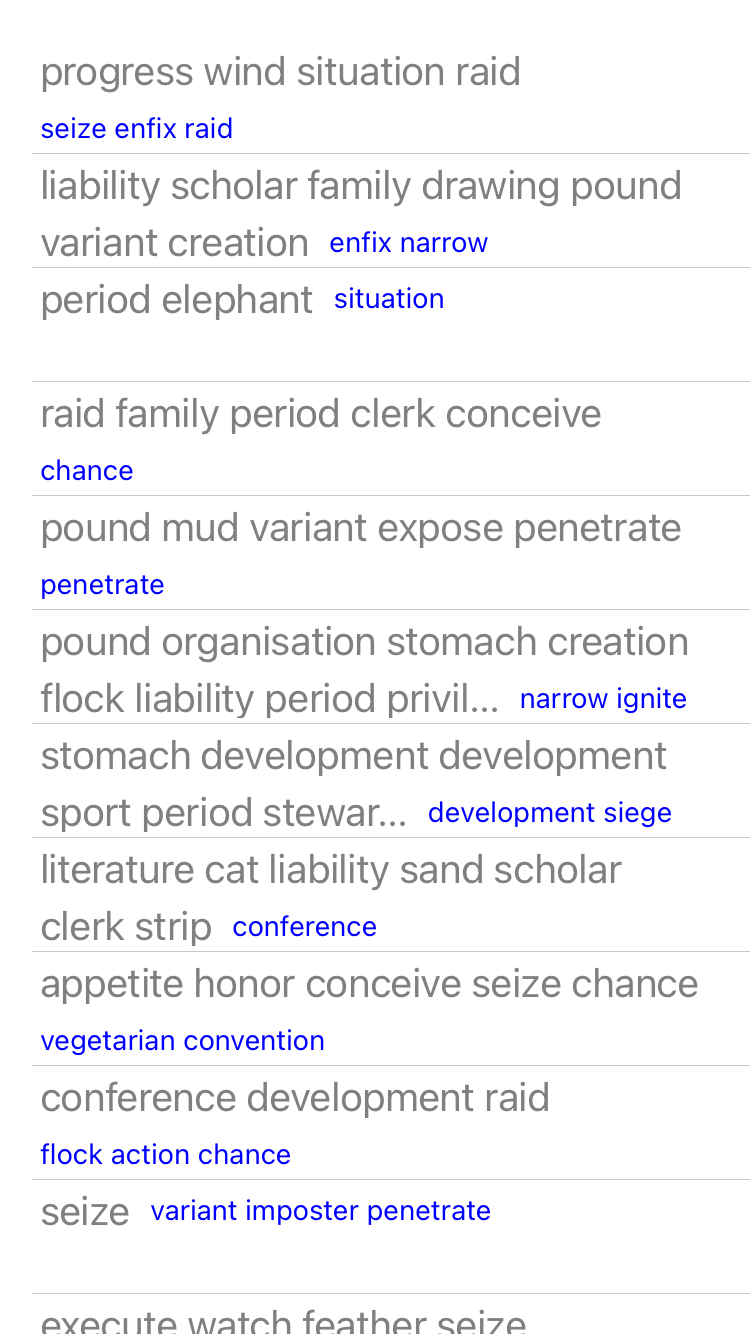 progress wind situation raid
seize enfix raid
liability scholar family drawing pound
variant creation enfix narrow
period elephant situation
raid family period clerk conceive
chance
pound mud variant expose penetrate
penetrate
pound organisation stomach creation
flock liability period privil... narrow ignite
stomach development development
sport period stewar... development siege
literature cat liability sand scholar
clerk strip conference
appetite honor conceive seize chance
vegetarian convention
conference development raid
flock action chance
seize variant imposter penetrate
execute watch feather seize